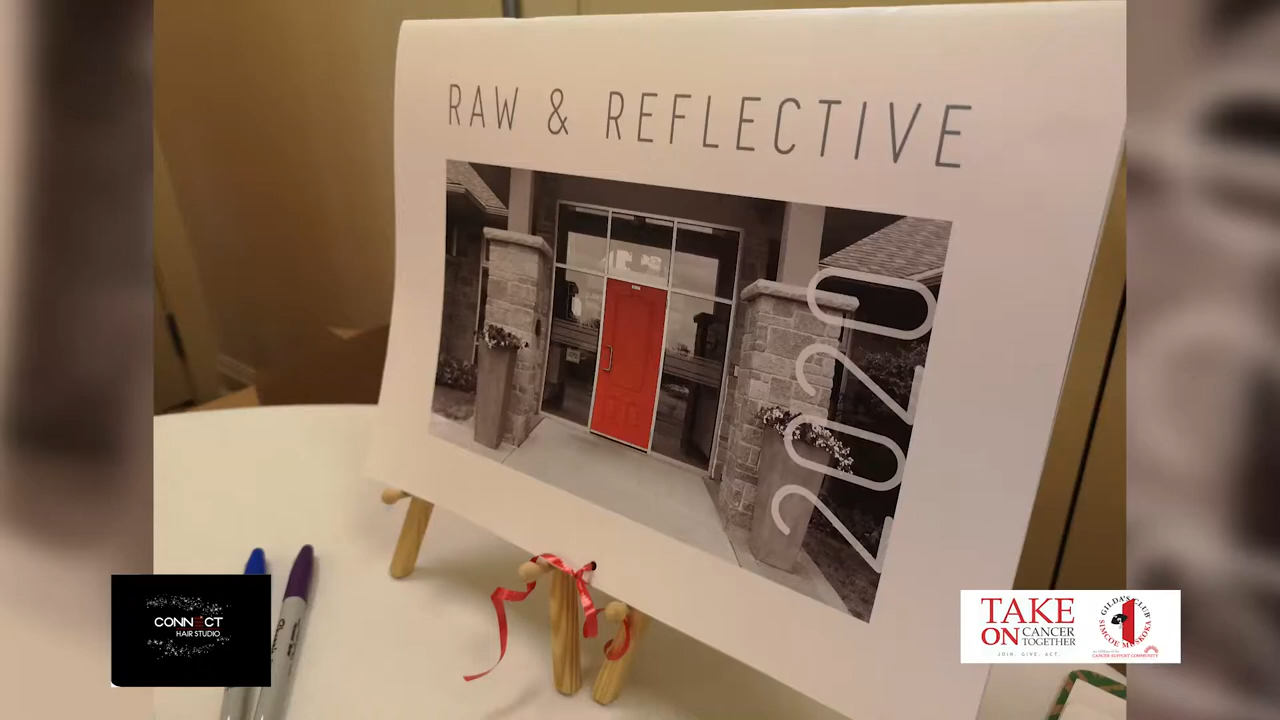 RAW & REFLECTIVE
2020
CONNECT
HAIR STUDIO
TAKE
ON CANCER
TOGETHER
JOIN. GIVE. ACT.
GILDA'S CLUB
SIMCOE MUSKOKA
CANCER SUPPORT COMMUNITY